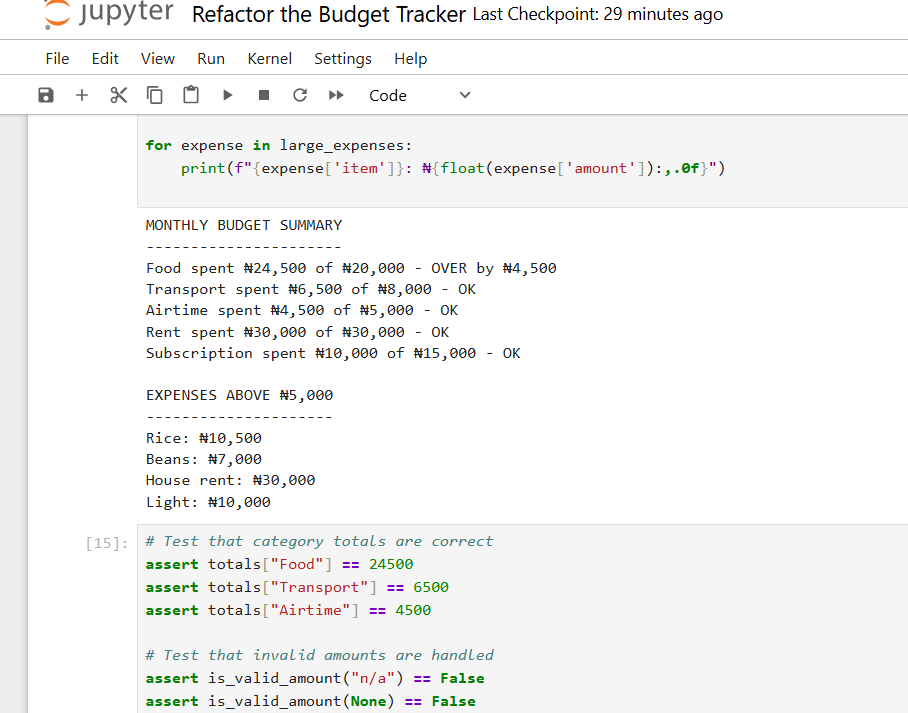 jupyter Refactor the Budget Tracker Last Checkpoint: 29 minutes ago
File Edit View Run Kernel Settings Help
Code
for expense in large_expenses:
    print(f"{expense['item']}: ₦{float(expense['amount']):,.0f}")
MONTHLY BUDGET SUMMARY
----------------------
Food spent ₦24,500 of ₦20,000 - OVER by ₦4,500
Transport spent ₦6,500 of ₦8,000 - OK
Airtime spent ₦4,500 of ₦5,000 - OK
Rent spent ₦30,000 of ₦30,000 - OK
Subscription spent ₦10,000 of ₦15,000 - OK
EXPENSES ABOVE ₦5,000
---------------------
Rice: ₦10,500
Beans: ₦7,000
House rent: ₦30,000
Light: ₦10,000
[15]: # Test that category totals are correct
assert totals["Food"] == 24500
assert totals["Transport"] == 6500
assert totals["Airtime"] == 4500
# Test that invalid amounts are handled
assert is_valid_amount("n/a") == False
assert is_valid_amount(None) == False